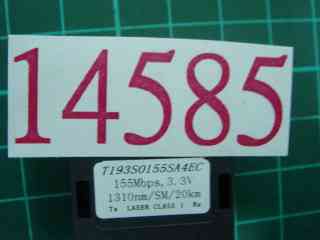 14585
T193S0155SA4EC
155Mbps, 3.3V
1310nm/SM/20km
Tx LASER CLASS 1 Rx